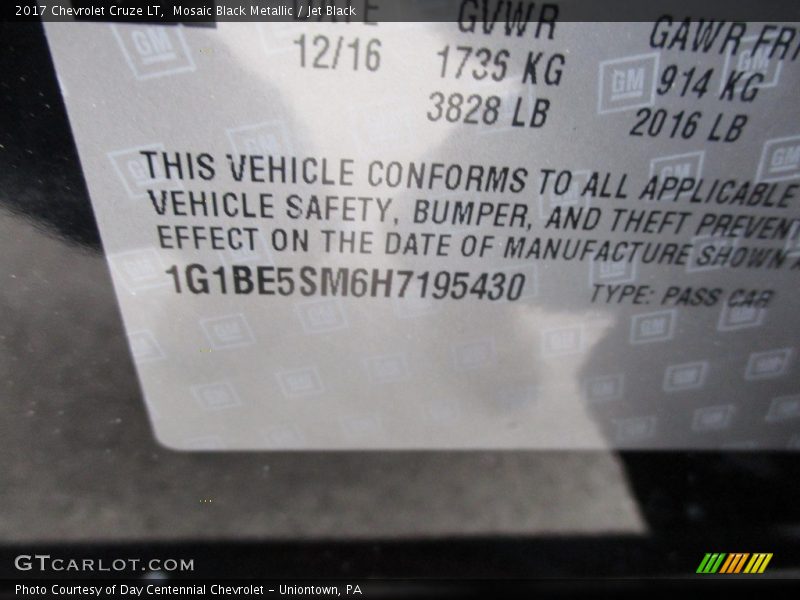 2017 Chevrolet Cruze LT, Mosaic Black Metallic / Jet Black
GVWR GAWR
12/16 1735 KG 914 KG
3828 LB 2016 LB
GM GM
THIS VEHICLE CONFORMS TO ALL APPLICABLE
VEHICLE SAFETY, BUMPER, AND THEFT
EFFECT ON THE DATE OF MANUFACTURE SHOWN
1G1BE5SM6H7195430 TYPE: PASS CAR
GTCARLOT.COM
Photo Courtesy of Day Centennial Chevrolet - Uniontown, PA